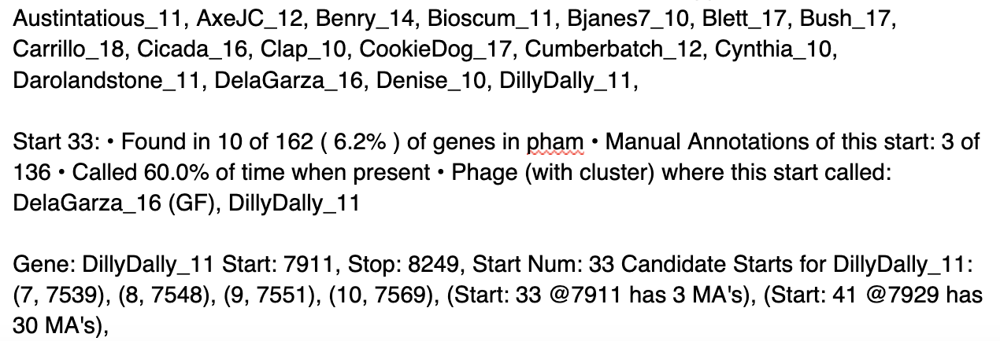 Austintatious_11, AxeJC_12, Benry_14, Bioscum_11, Bjanes7_10, Blett_17, Bush_17,
Carrillo_18, Cicada_16, Clap_10, CookieDog_17, Cumberbatch_12, Cynthia_10,
Darolandstone_11, DelaGarza_16, Denise_10, DillyDally_11,
Start 33: • Found in 10 of 162 ( 6.2% ) of genes in pham • Manual Annotations of this start: 3 of
136 • Called 60.0% of time when present • Phage (with cluster) where this start called:
DelaGarza_16 (GF), DillyDally_11
Gene: DillyDally_11 Start: 7911, Stop: 8249, Start Num: 33 Candidate Starts for DillyDally_11:
(7, 7539), (8, 7548), (9, 7551), (10, 7569), (Start: 33 @7911 has 3 MA's), (Start: 41 @7929 has
30 MA's),